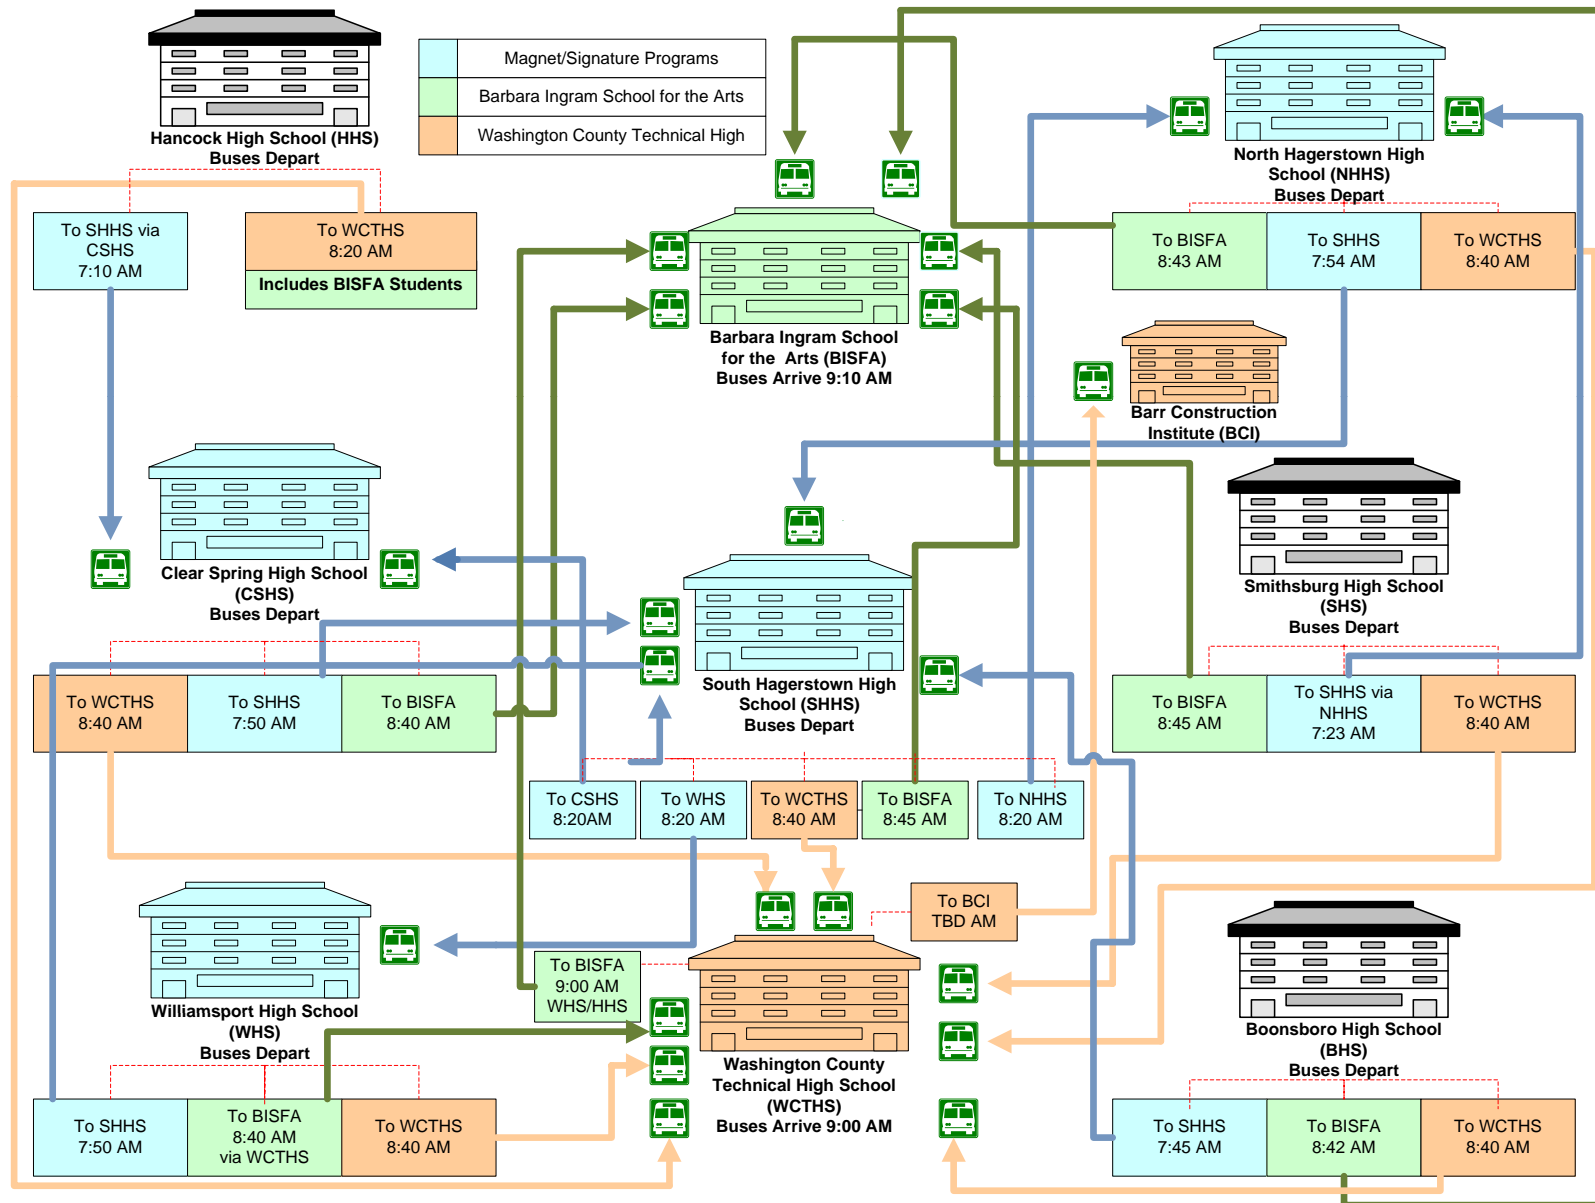 Magnet/Signature Programs
Barbara Ingram School for the Arts
Washington County Technical High
Hancock High School (HHS)
Buses Depart
To SHHS via
CSHS
7:10 AM
To WCTHS
8:20 AM
Includes BISFA Students
North Hagerstown High
School (NHHS)
Buses Depart
To BISFA
8:43 AM
To SHHS
7:54 AM
To WCTHS
8:40 AM
Barbara Ingram School
for the Arts (BISFA)
Buses Arrive 9:10 AM
Barr Construction
Institute (BCI)
Clear Spring High School
(CSHS)
Buses Depart
To WCTHS
8:40 AM
To SHHS
7:50 AM
To BISFA
8:40 AM
South Hagerstown High
School (SHHS)
Buses Depart
To CSHS
8:20AM
To WHS
8:20 AM
To WCTHS
8:40 AM
To BISFA
8:45 AM
To NHHS
8:20 AM
Smithsburg High School
(SHS)
Buses Depart
To BISFA
8:45 AM
To SHHS via
NHHS
7:23 AM
To WCTHS
8:40 AM
Williamsport High School
(WHS)
Buses Depart
To SHHS
7:50 AM
To BISFA
8:40 AM
via WCTHS
To WCTHS
8:40 AM
To BISFA
9:00 AM
WHS/HHS
To BCI
TBD AM
Washington County
Technical High School
(WCTHS)
Buses Arrive 9:00 AM
Boonsboro High School
(BHS)
Buses Depart
To SHHS
7:45 AM
To BISFA
8:42 AM
To WCTHS
8:40 AM